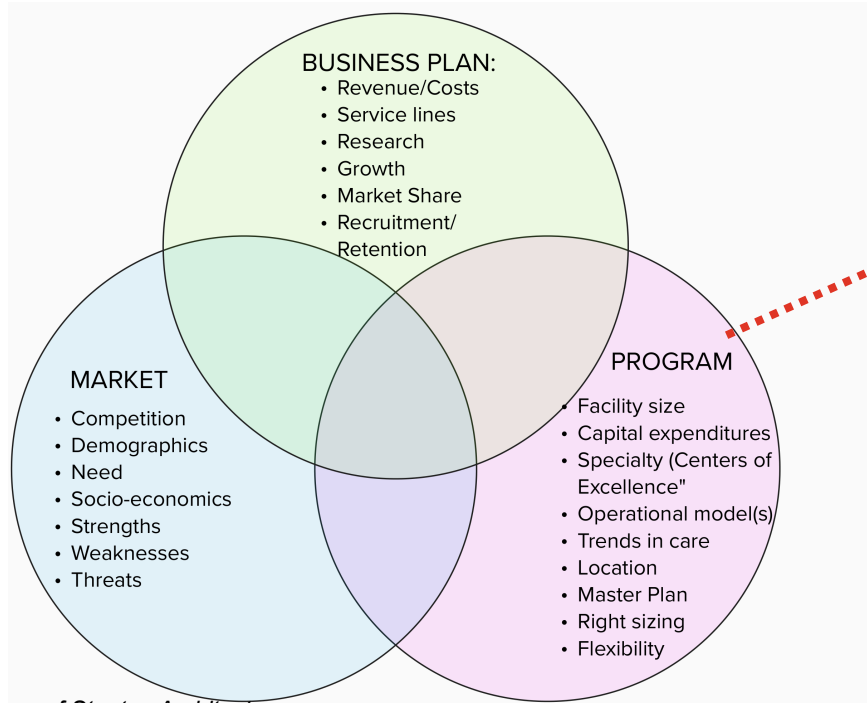 BUSINESS PLAN:
• Revenue/Costs
• Service lines
• Research
• Growth
• Market Share
• Recruitment/
Retention
MARKET
• Competition
• Demographics
• Need
• Socio-economics
• Strengths
• Weaknesses
• Threats
PROGRAM
• Facility size
• Capital expenditures
• Specialty (Centers of
Excellence"
• Operational model(s)
• Trends in care
• Location
• Master Plan
• Right sizing
• Flexibility